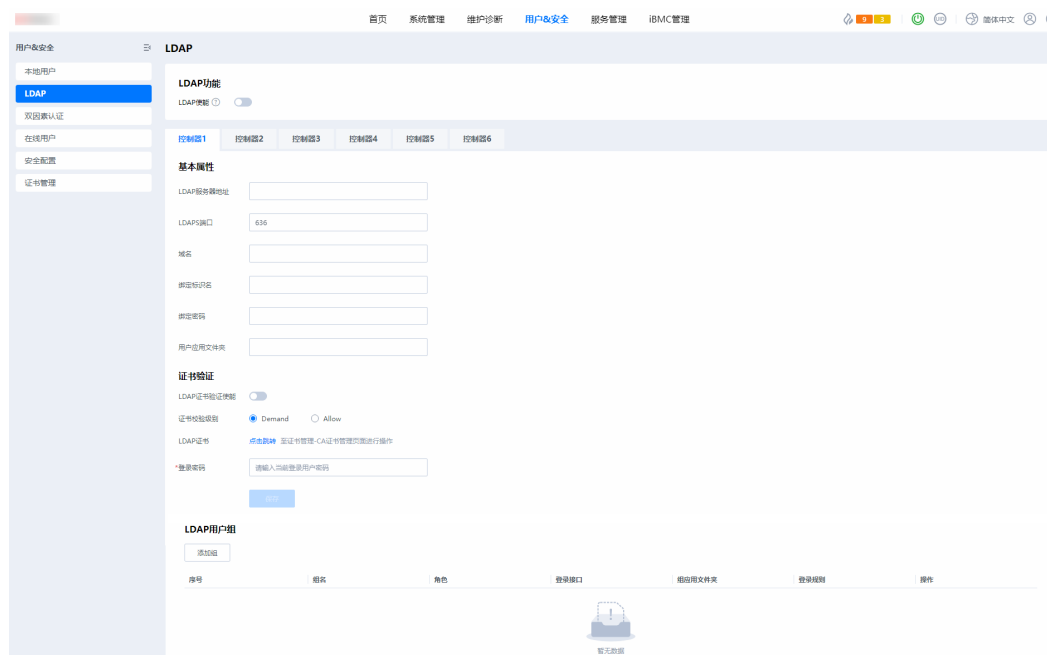 首页 系统管理 维护诊断 用户&安全 服务管理 iBMC管理 9 3 UID 简体中文
用户&安全
本地用户
LDAP
双因素认证
在线用户
安全配置
证书管理
LDAP
LDAP功能
LDAP使能
控制器1 控制器2 控制器3 控制器4 控制器5 控制器6
基本属性
LDAP服务器地址
LDAPS端口 636
域名
绑定标识名
绑定密码
用户应用文件夹
证书验证
LDAP证书验证使能
证书校验级别 Demand Allow
LDAP证书 点击跳转 至证书管理-CA证书管理页面进行操作
*登录密码 请输入当前登录用户密码
保存
LDAP用户组
添加组
序号 组名 角色 登录接口 组应用文件夹 登录规则 操作
暂无数据